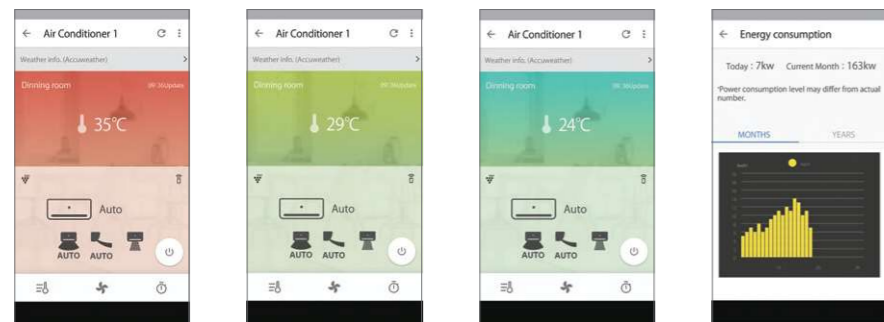 Air Conditioner 1
Weather info. (Accuweather)
Dinning room
35°C
Auto
AUTO AUTO
Air Conditioner 1
Weather info. (Accuweather)
Dinning room
29°C
Auto
AUTO AUTO
Air Conditioner 1
Weather info. (Accuweather)
Dinning room
24°C
Auto
AUTO AUTO
Energy consumption
Today : 7kw Current Month : 163kw
*Power consumption level may differ from actual
number.
MONTHS YEARS